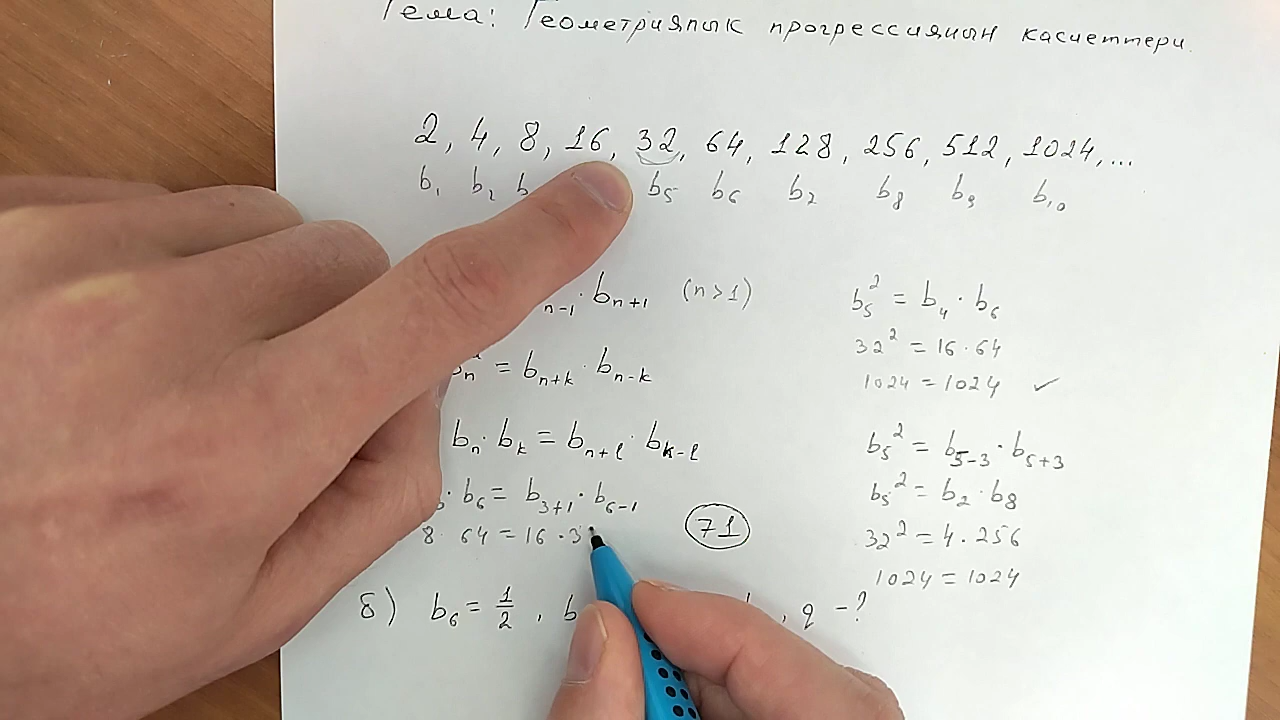 Тема: Геометриялык прогрессиянын касиеттери.
2, 4, 8, 16, 32, 64, 128, 256, 512, 1024, ...
b₁ b₂ b b₅ b₆ b₇ b₈ b₉ b₁₀
ₙ₋₁ · bₙ₊₁ (n>1)
bₙ² = bₙ₊ₖ · bₙ₋ₖ
bₙ · bₖ = bₙ₊ₗ · bₖ₋ₗ
· b₆ = b₃₊₁ · b₆₋₁
8 · 64 = 16 · 3
71
b₅² = b₄ · b₆
32² = 16 · 64
1024 = 1024 ✓
b₅² = b₅₋₃ · b₅₊₃
b₅² = b₂ · b₈
32² = 4 · 256
1024 = 1024
б) b₆ = 1/2 , b , q - ?